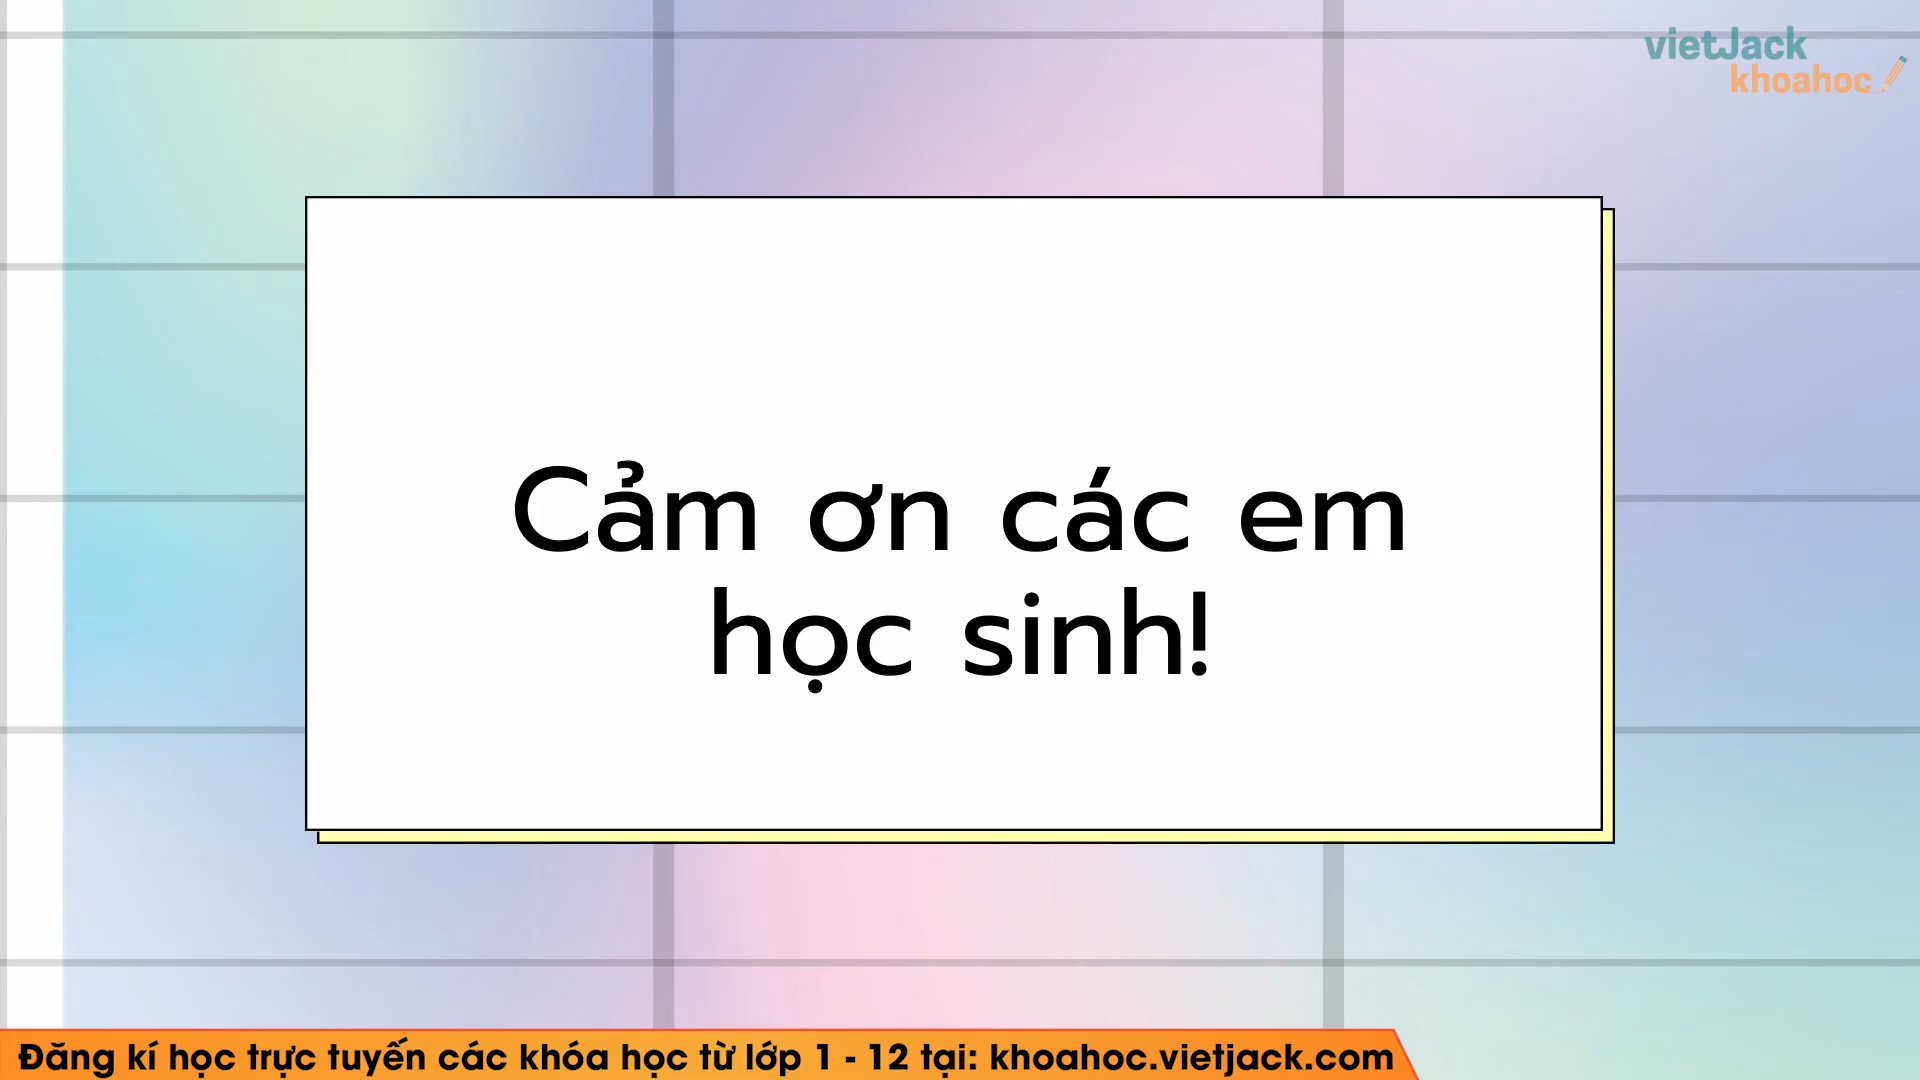 vietJack
khoahoc
Cảm ơn các em
học sinh!
Đăng kí học trực tuyến các khóa học từ lớp 1 - 12 tại: khoahoc.vietjack.com